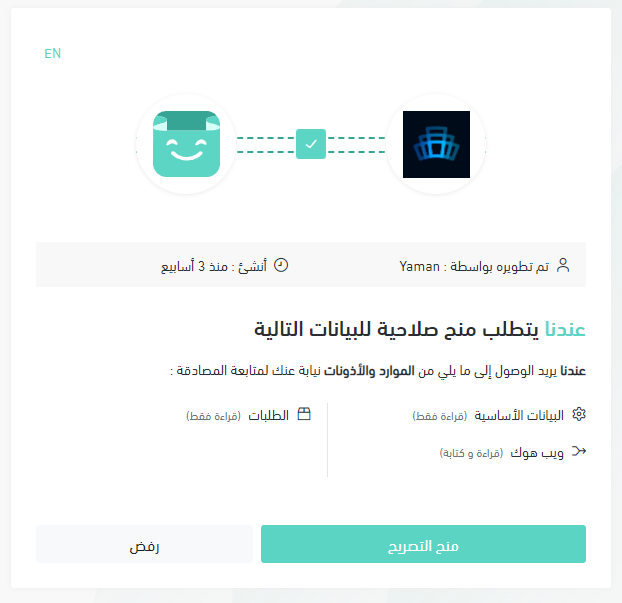 EN
تم تطويره بواسطة : Yaman
أنشئ : منذ 3 أسابيع
عندنا يتطلب منح صلاحية للبيانات التالية
عندنا يريد الوصول إلى ما يلي من الموارد والأذونات نيابة عنك لمتابعة المصادقة :
البيانات الأساسية (قراءة فقط)
الطلبات (قراءة فقط)
ويب هوك (قراءة و كتابة)
منح التصريح
رفض